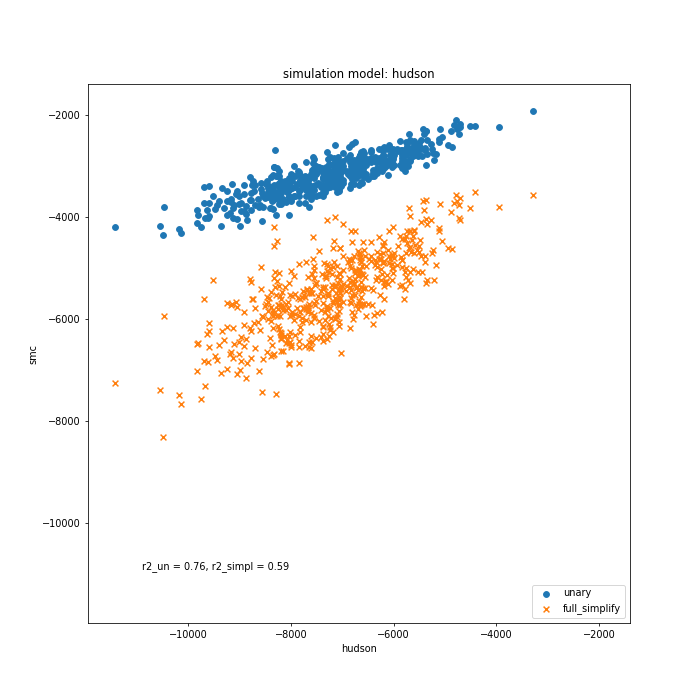 simulation model: hudson
−2000
−4000
−6000
−8000
−10000
smc
r2_un = 0.76, r2_simpl = 0.59
unary
full_simplify
−10000 −8000 −6000 −4000 −2000
hudson